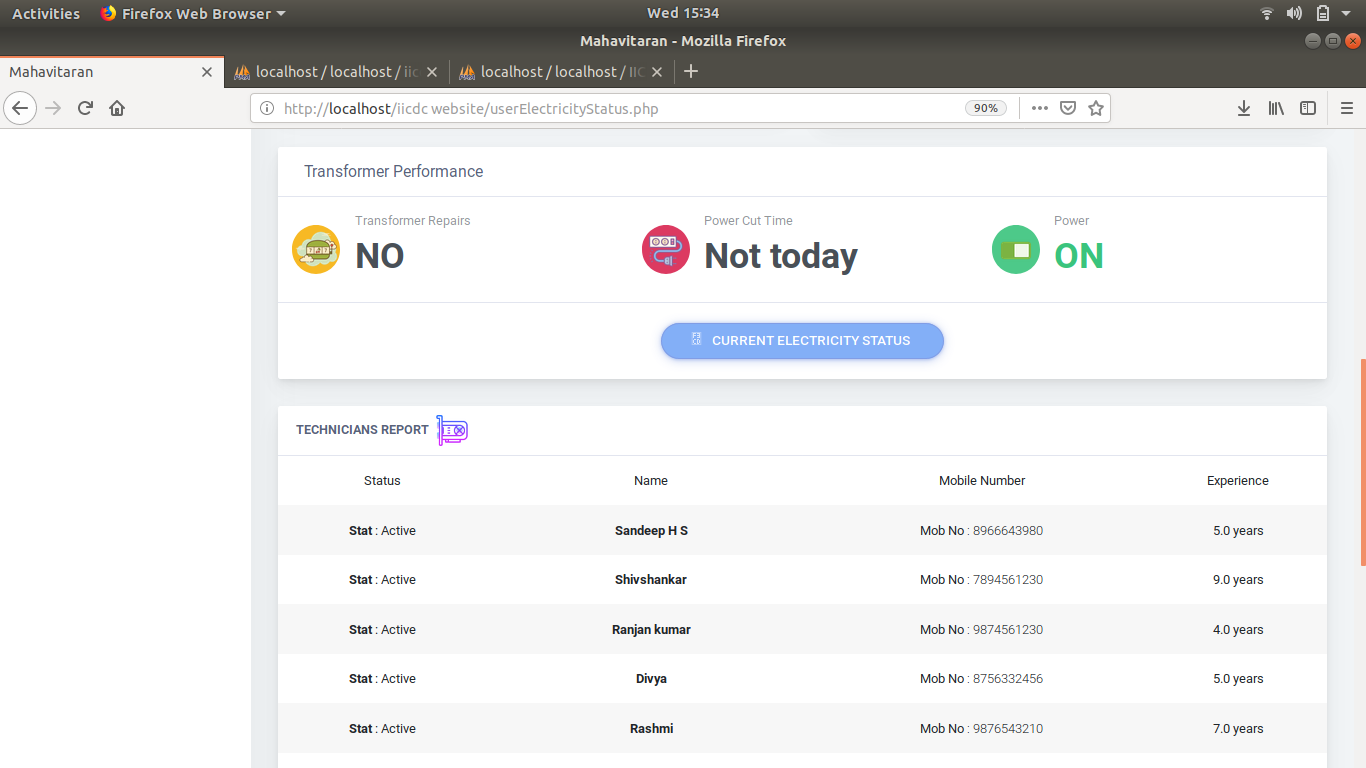 Activities Firefox Web Browser Wed 15:34
Mahavitaran - Mozilla Firefox
Mahavitaran localhost / localhost / iic localhost / localhost / IIC
http://localhost/iicdc website/userElectricityStatus.php 90%
Transformer Performance
Transformer Repairs Power Cut Time Power
NO Not today ON
CURRENT ELECTRICITY STATUS
TECHNICIANS REPORT
Status Name Mobile Number Experience
Stat : Active Sandeep H S Mob No : 8966643980 5.0 years
Stat : Active Shivshankar Mob No : 7894561230 9.0 years
Stat : Active Ranjan kumar Mob No : 9874561230 4.0 years
Stat : Active Divya Mob No : 8756332456 5.0 years
Stat : Active Rashmi Mob No : 9876543210 7.0 years